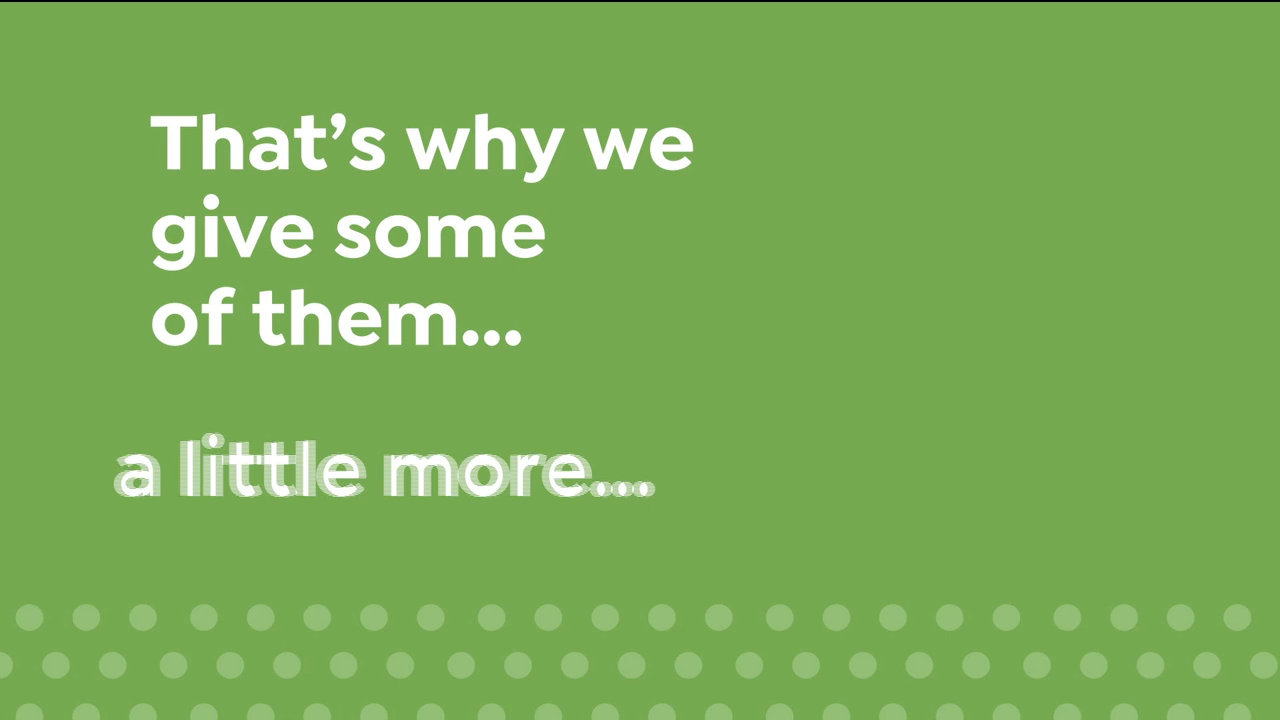 That’s why we
give some
of them...
a little more...